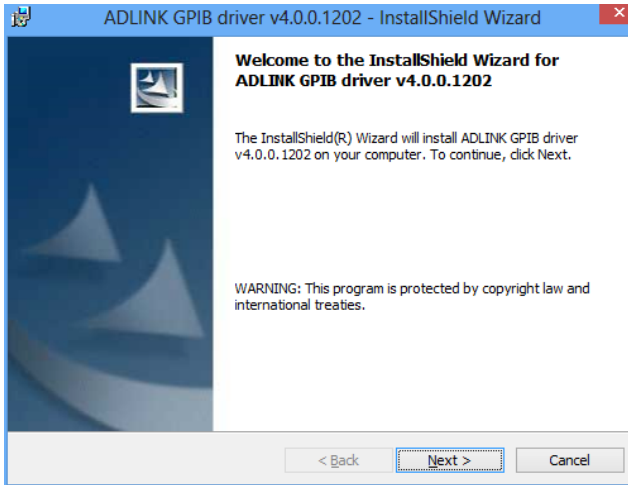 ADLINK GPIB driver v4.0.0.1202 - InstallShield Wizard
Welcome to the InstallShield Wizard for
ADLINK GPIB driver v4.0.0.1202
The InstallShield(R) Wizard will install ADLINK GPIB driver
v4.0.0.1202 on your computer. To continue, click Next.
WARNING: This program is protected by copyright law and
international treaties.
< Back
Next >
Cancel